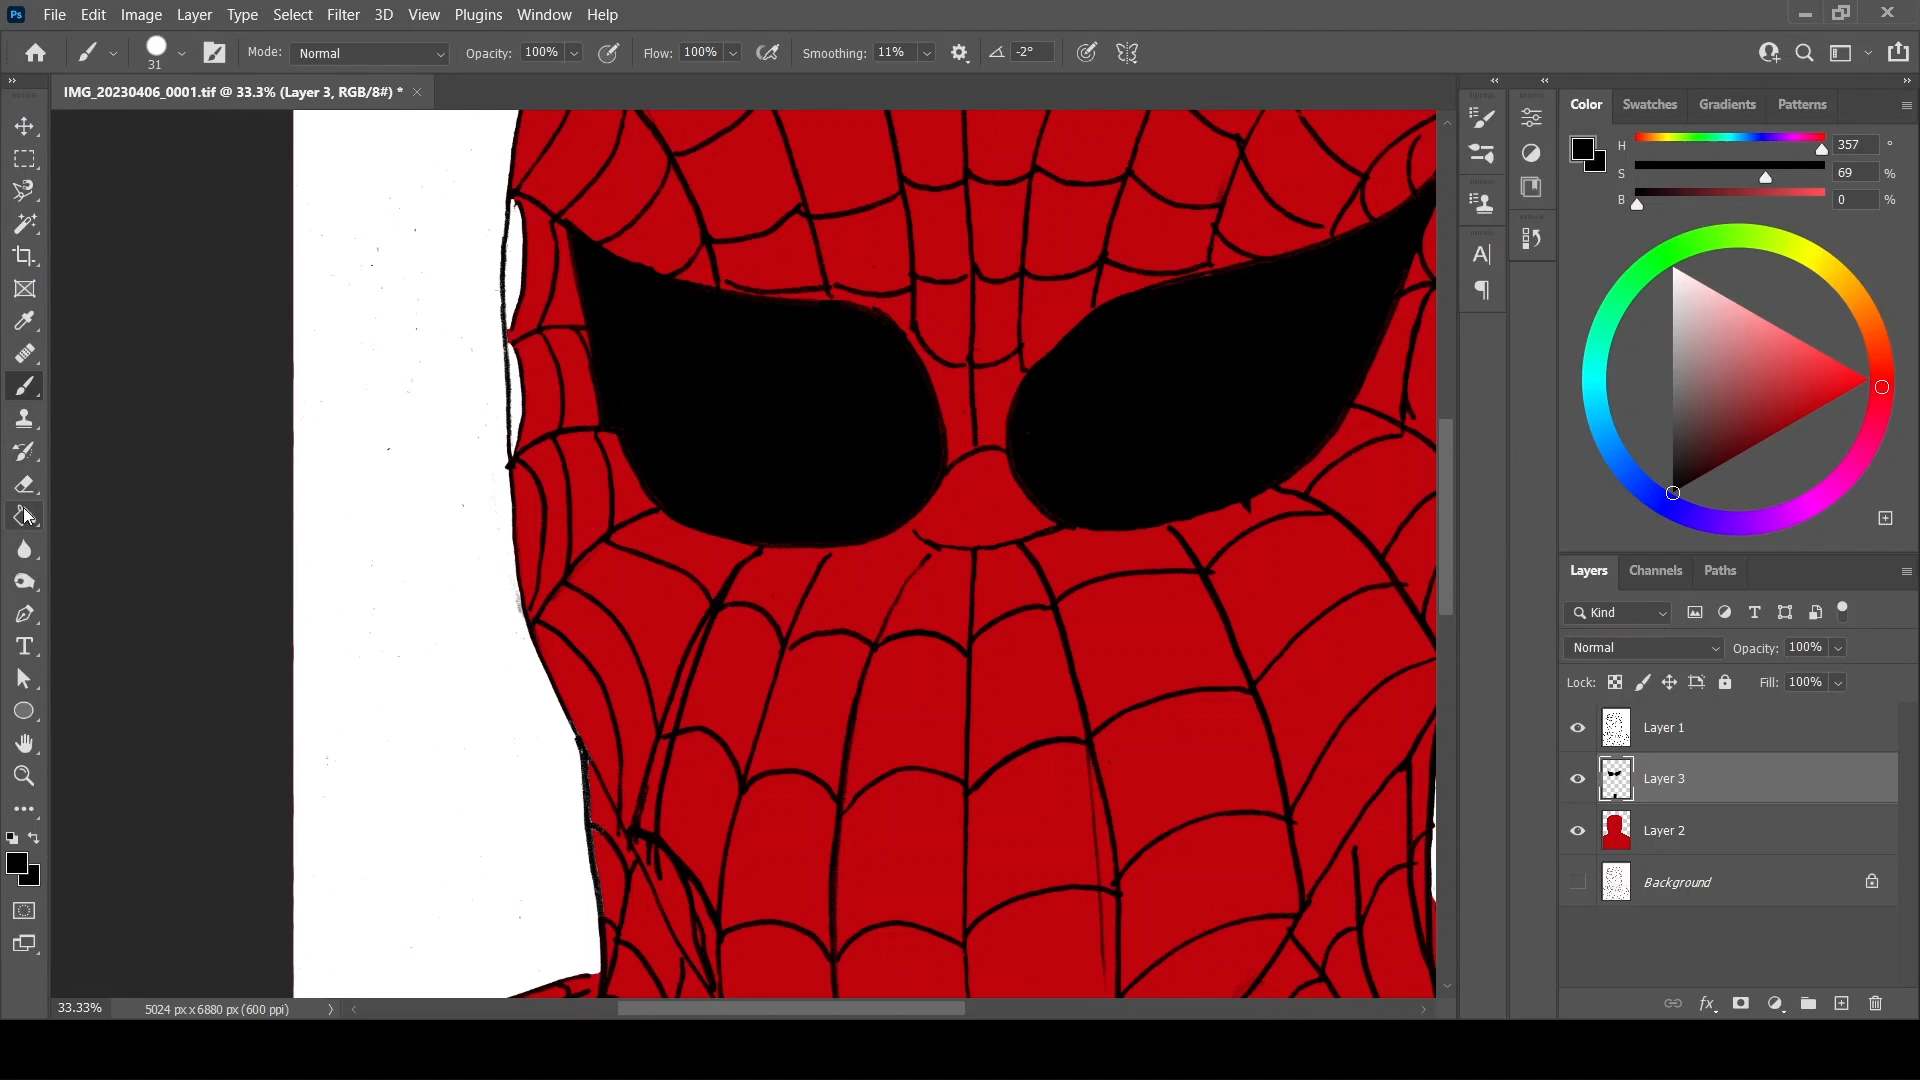 Ps File Edit Image Layer Type Select Filter 3D View Plugins Window Help
31 Mode: Normal Opacity: 100% Flow: 100% Smoothing: 11% -2°
IMG_20230406_0001.tif @ 33.3% (Layer 3, RGB/8#) * ×
Color Swatches Gradients Patterns
H 357 °
S 69 %
B 0 %
Layers Channels Paths
Kind
Normal Opacity: 100%
Lock: Fill: 100%
Layer 1
Layer 3
Layer 2
Background
33.33% 5024 px x 6880 px (600 ppi)